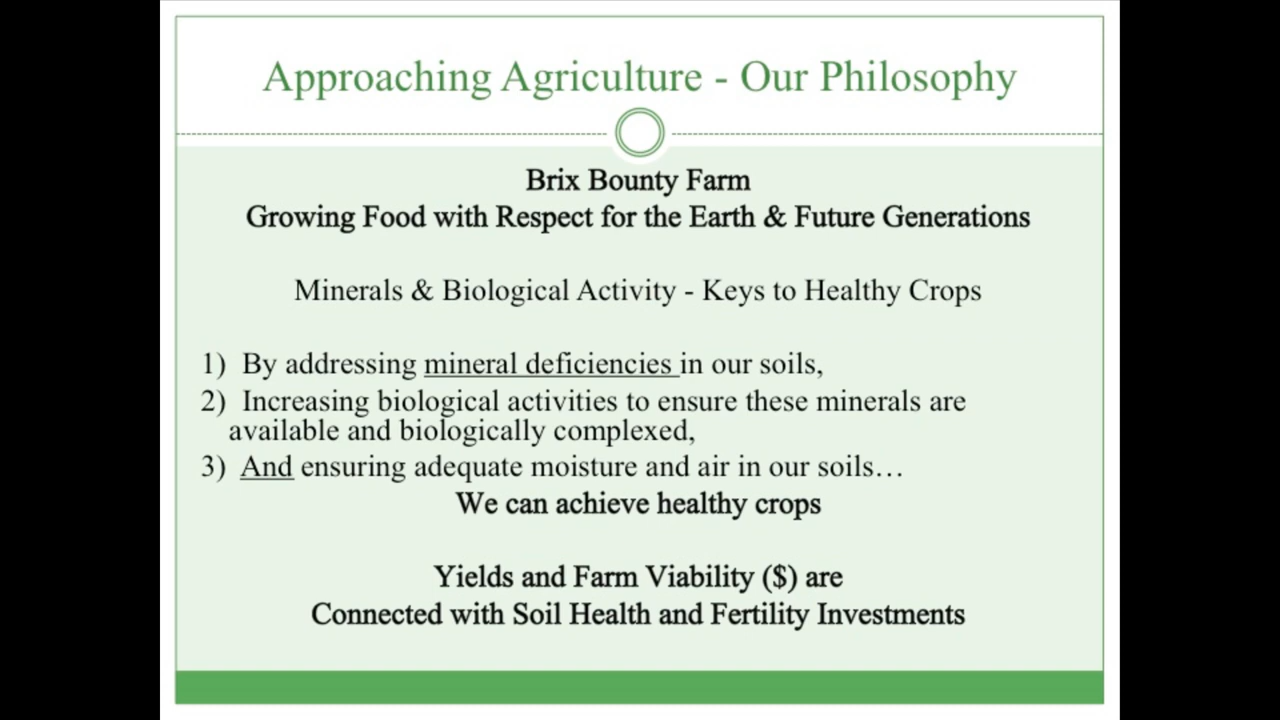 Approaching Agriculture - Our Philosophy
Brix Bounty Farm
Growing Food with Respect for the Earth & Future Generations
Minerals & Biological Activity - Keys to Healthy Crops
1) By addressing mineral deficiencies in our soils,
2) Increasing biological activities to ensure these minerals are
available and biologically complexed,
3) And ensuring adequate moisture and air in our soils…
We can achieve healthy crops
Yields and Farm Viability ($) are
Connected with Soil Health and Fertility Investments